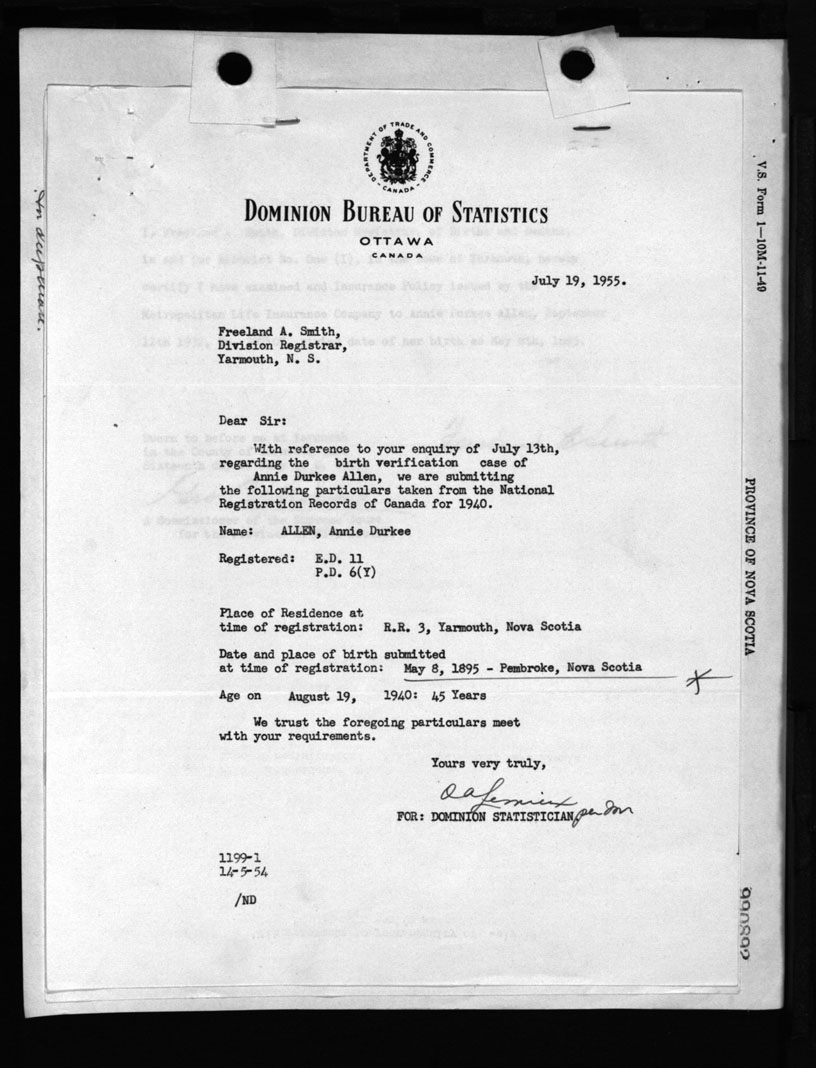 DEPARTMENT OF TRADE AND COMMERCE
- CANADA -
DOMINION BUREAU OF STATISTICS
OTTAWA
CANADA
July 19, 1955.
Freeland A. Smith,
Division Registrar,
Yarmouth, N. S.
Dear Sir:
With reference to your enquiry of July 13th,
regarding the birth verification case of
Annie Durkee Allen, we are submitting
the following particulars taken from the National
Registration Records of Canada for 1940.
Name: ALLEN, Annie Durkee
Registered: E.D. 11
P.D. 6(Y)
Place of Residence at
time of registration: R.R. 3, Yarmouth, Nova Scotia
Date and place of birth submitted
at time of registration: May 8, 1895 - Pembroke, Nova Scotia
Age on August 19, 1940: 45 Years
We trust the foregoing particulars meet
with your requirements.
Yours very truly,
O A Lemieux
FOR: DOMINION STATISTICIAN per
1199-1
14-5-54
/ND
V.S. Form 1—10M-11-49
PROVINCE OF NOVA SCOTIA